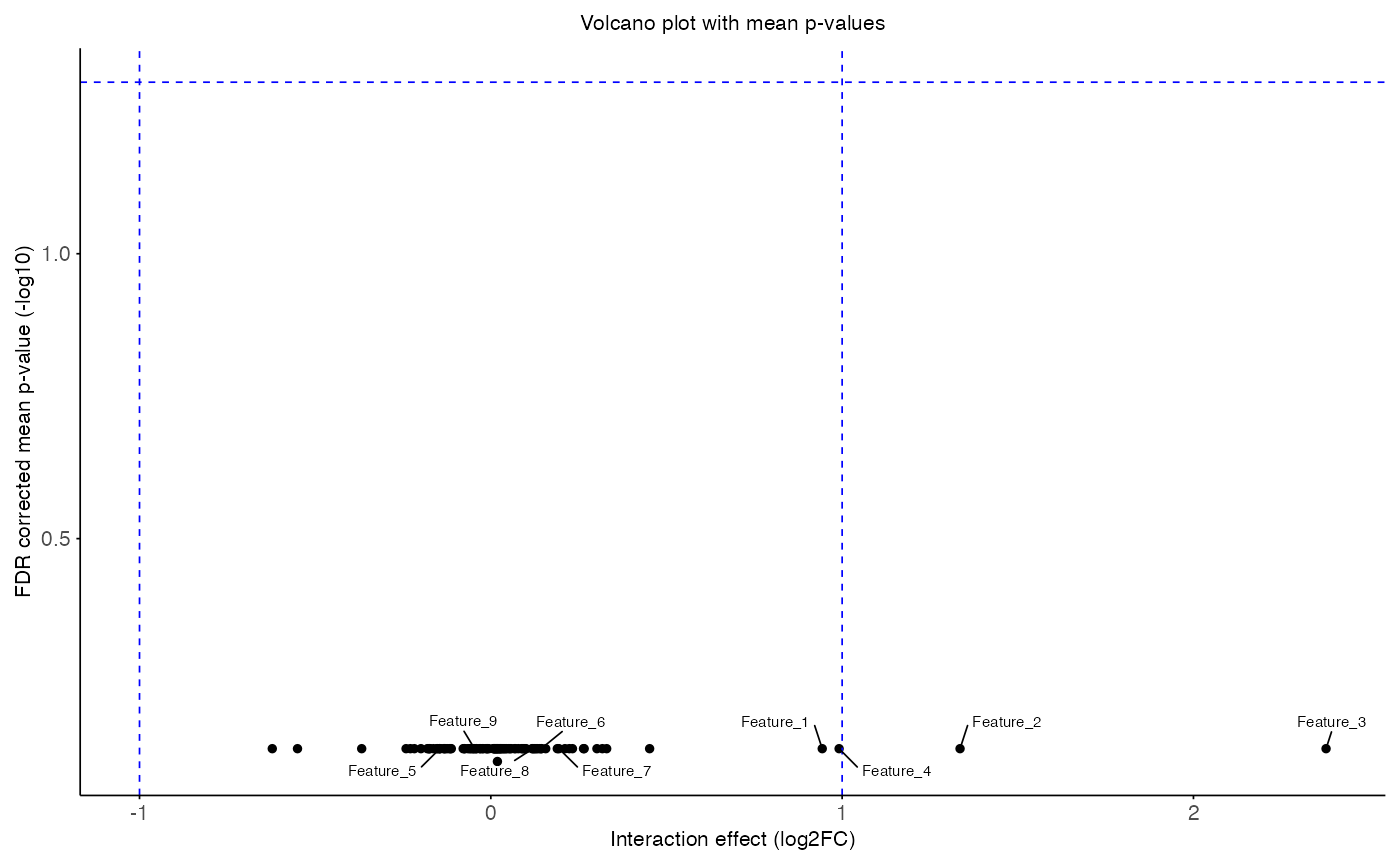 Volcano plot with mean p-values
FDR corrected mean p-value (-log10)
1.0
0.5
Feature_9
Feature_6
Feature_1
Feature_2
Feature_3
Feature_5
Feature_8
Feature_7
Feature_4
-1
0
1
2
Interaction effect (log2FC)